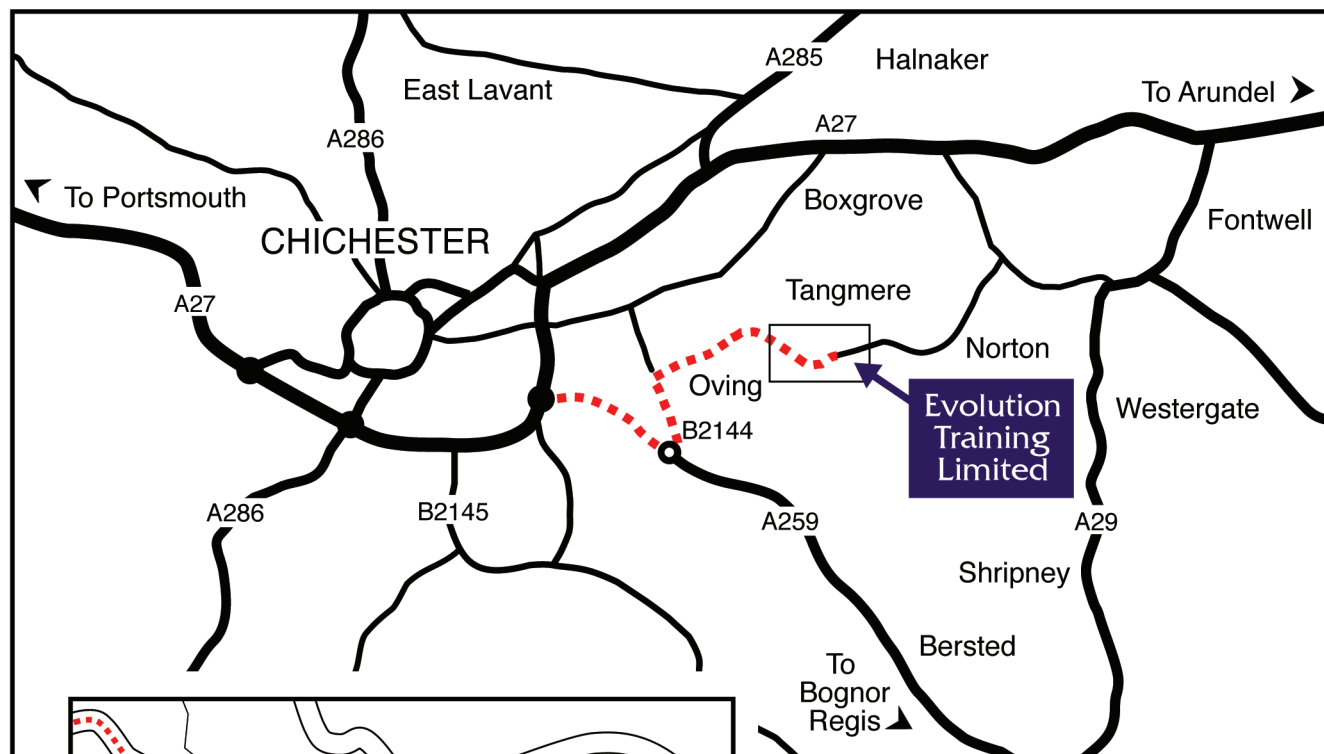 A285
Halnaker
East Lavant
To Arundel
A27
A286
To Portsmouth
Boxgrove
Fontwell
CHICHESTER
Tangmere
A27
Norton
Oving
Evolution
Training
Limited
Westergate
B2144
A286
B2145
A259
A29
Shripney
Bersted
To
Bognor
Regis